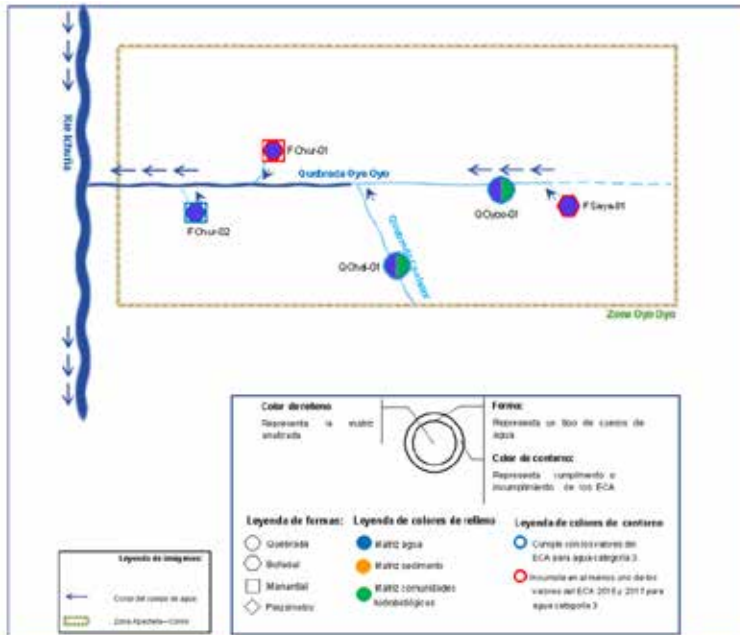 FChur-01
Quebrada Oyo Oyo
FChur-02
FSaya-01
QChal-01
Zona Oyo Oyo
Color de relleno
Representa la matriz
analizada
Forma:
Representa un tipo de cuerpo de
Agua
Color de contorno:
Representa cumplimiento o
incumplimiento de los ECA
Leyenda de formas:
Quebrada
Bofedal
Manantial
Piezómetro
Leyenda de colores de relleno
Matriz agua
Matriz sedimento
Matriz comunidades
hidrobiológicas
Leyenda de colores de contorno
Cumple con los valores del
ECA para agua categoría 3.
Incumple en al menos uno de los
valores del ECA 2015 y 2017 para
agua categoría 3
Leyenda de imágenes:
del cuerpo de agua
Zona